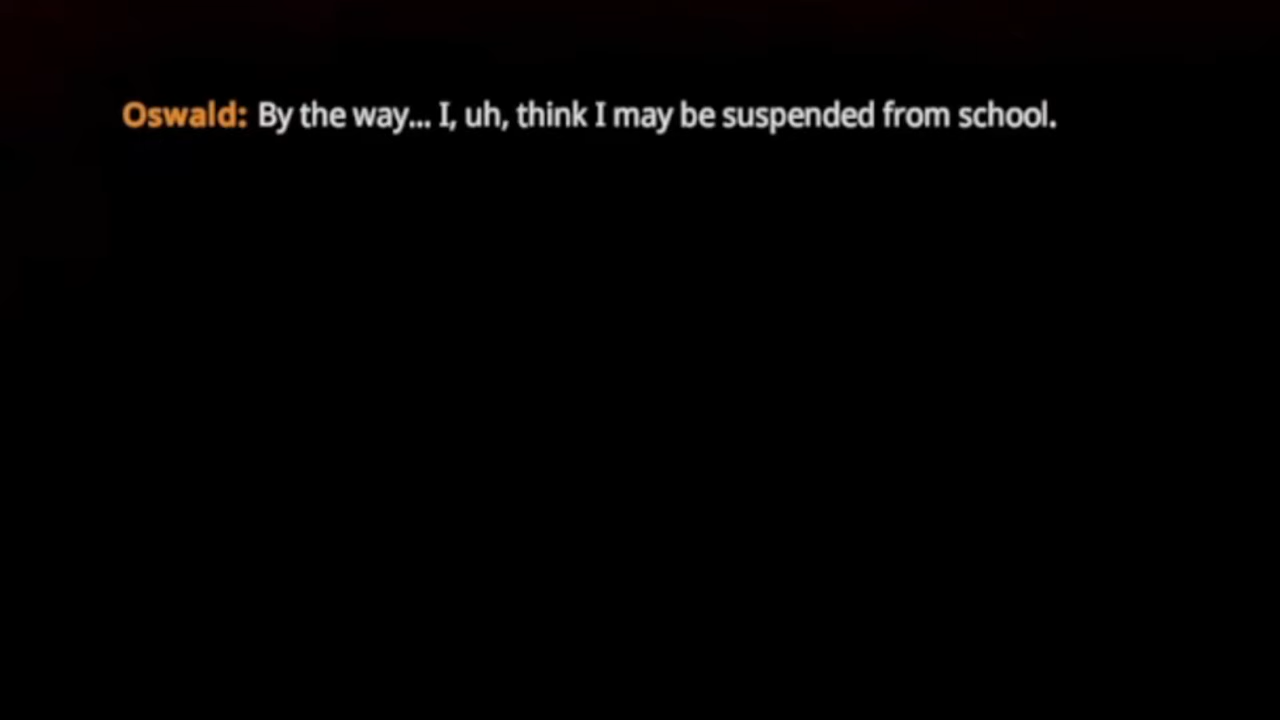 Oswald: By the way... I, uh, think I may be suspended from school.